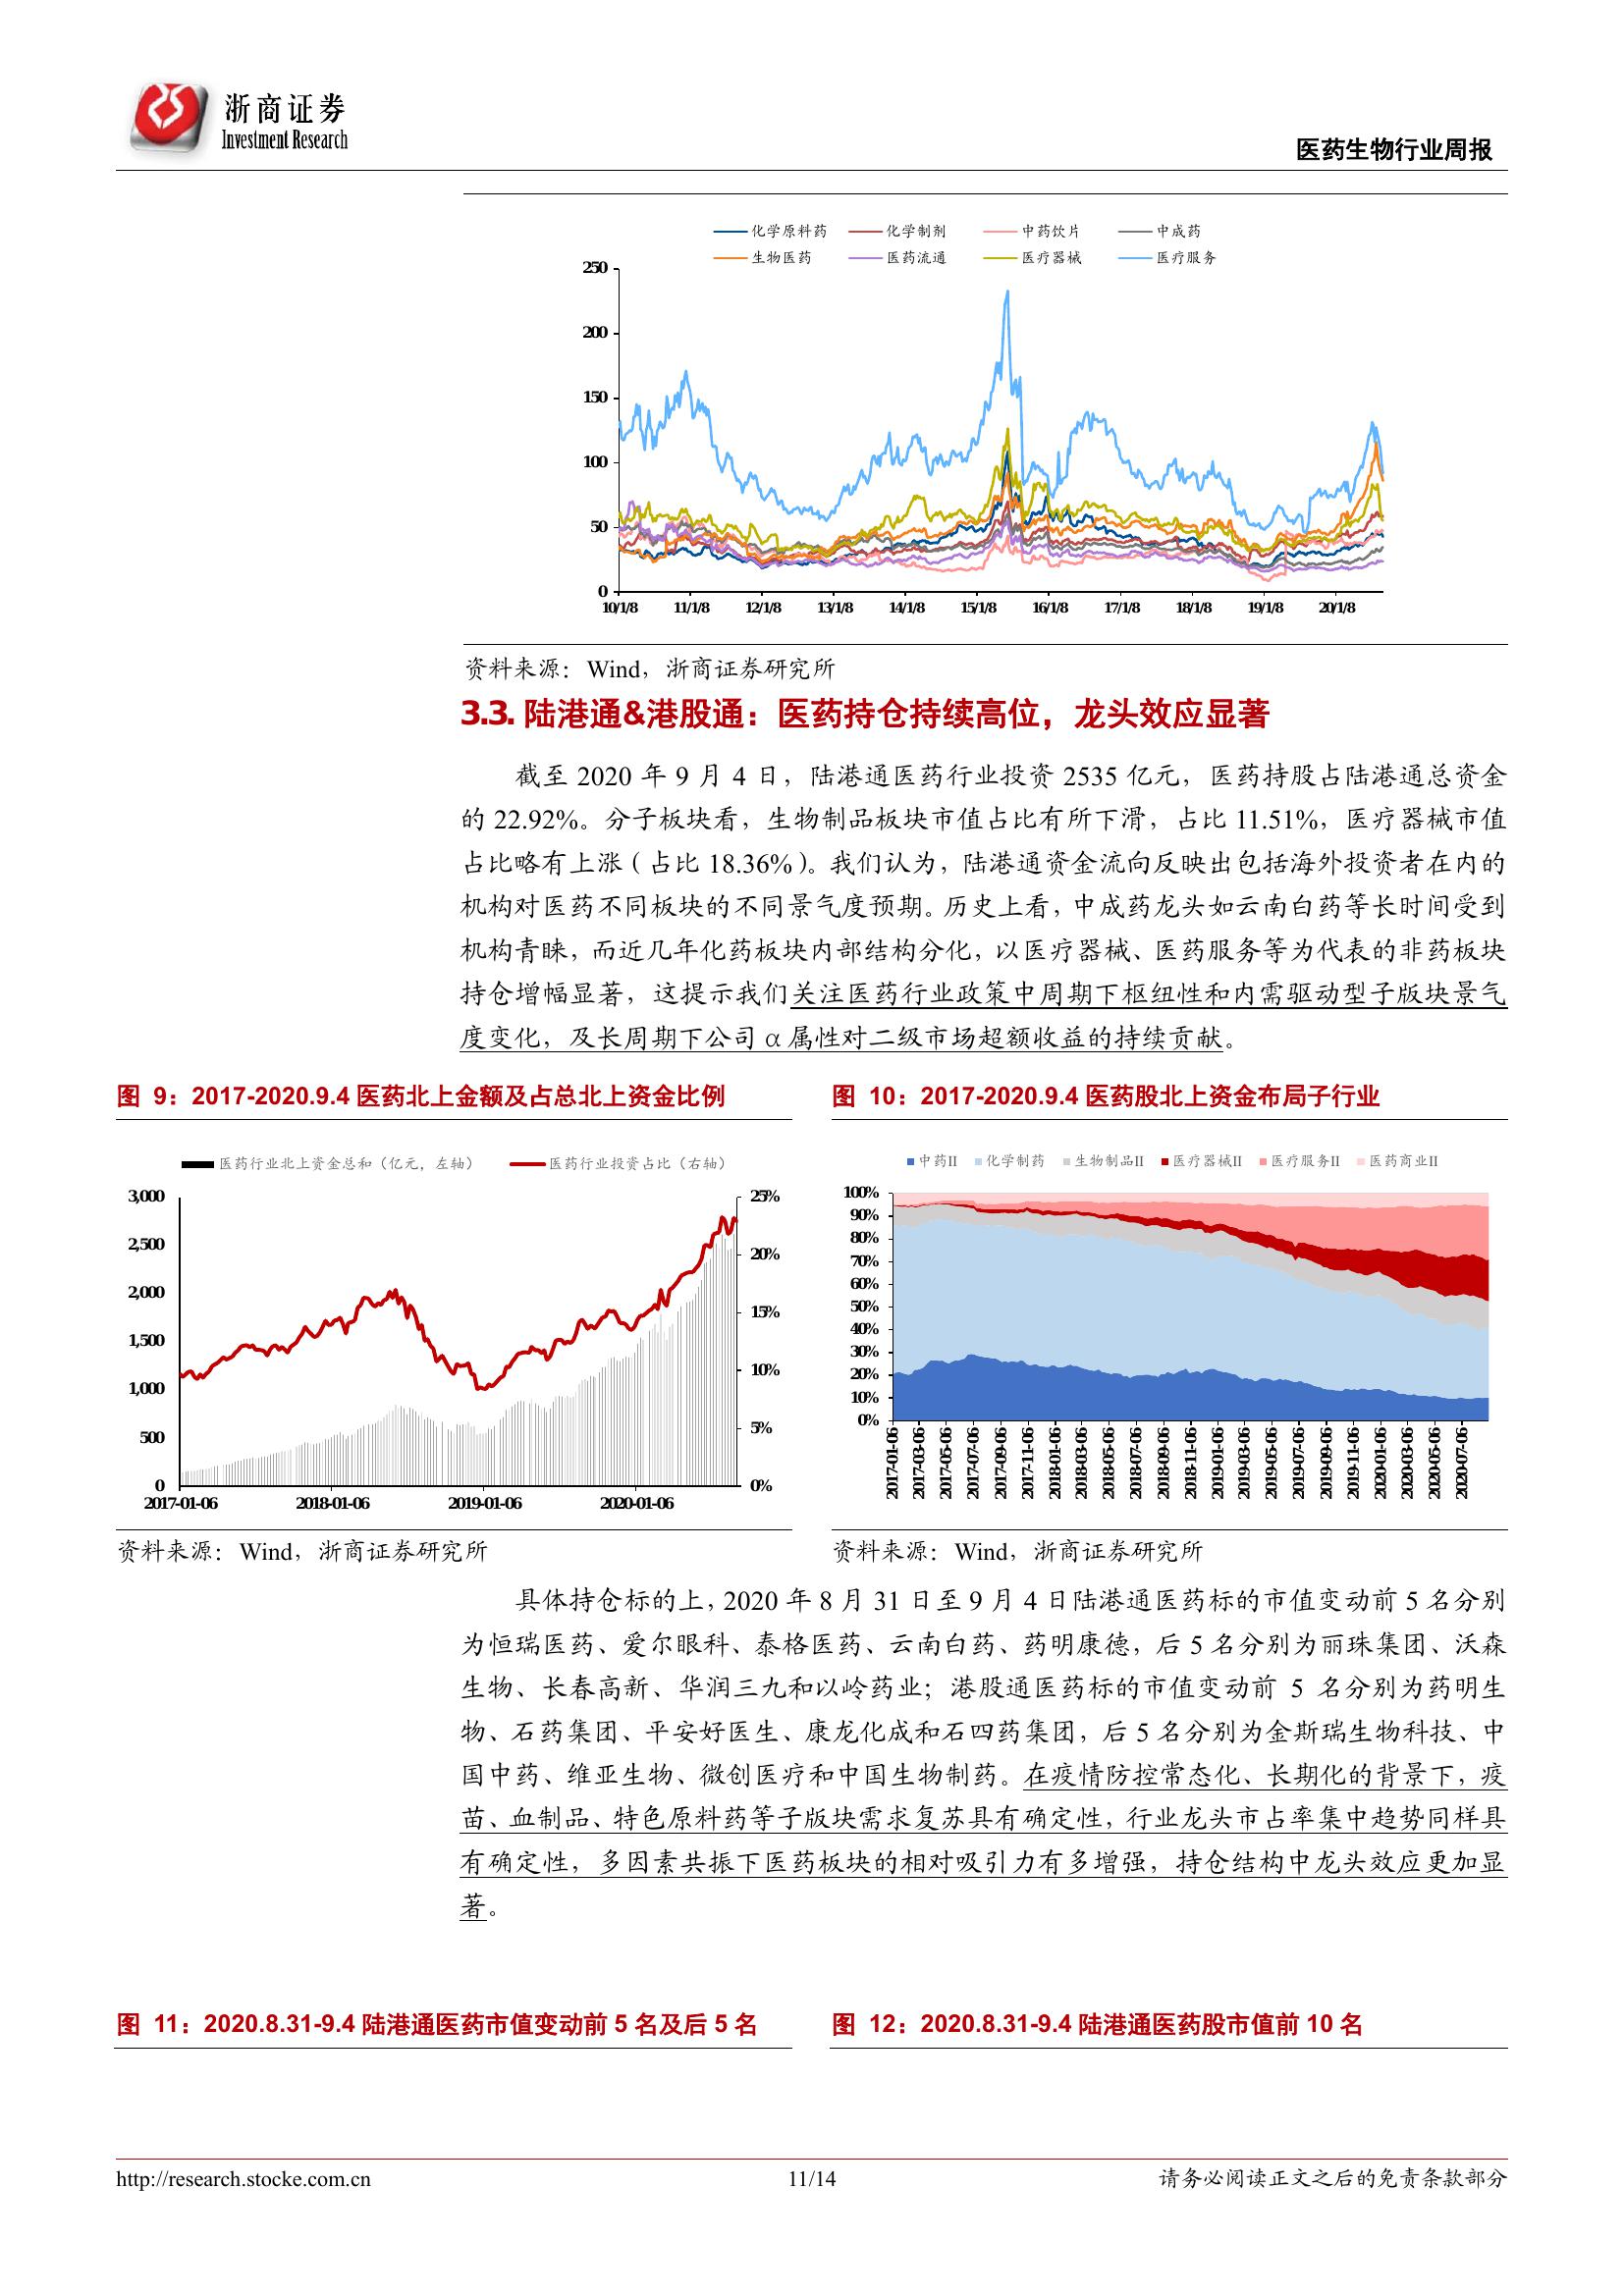 浙商证券
Investment Research
医药生物行业周报
化学原料药 化学制剂 中药饮片 中成药
生物医药 医药流通 医疗器械 医疗服务
250
200
150
100
50
0
10/1/8 11/1/8 12/1/8 13/1/8 14/1/8 15/1/8 16/1/8 17/1/8 18/1/8 19/1/8 20/1/8
资料来源：Wind，浙商证券研究所
3.3. 陆港通&港股通：医药持仓持续高位，龙头效应显著
截至 2020 年 9 月 4 日，陆港通医药行业投资 2535 亿元，医药持股占陆港通总资金
的 22.92%。分子板块看，生物制品板块市值占比有所下滑，占比 11.51%，医疗器械市值
占比略有上涨（占比 18.36%）。我们认为，陆港通资金流向反映出包括海外投资者在内的
机构对医药不同板块的不同景气度预期。历史上看，中成药龙头如云南白药等长时间受到
机构青睐，而近几年化药板块内部结构分化，以医疗器械、医药服务等为代表的非药板块
持仓增幅显著，这提示我们关注医药行业政策中周期下枢纽性和内需驱动型子版块景气
度变化，及长周期下公司 α 属性对二级市场超额收益的持续贡献。
图 9：2017-2020.9.4 医药北上金额及占总北上资金比例
医药行业北上资金总和（亿元，左轴） 医药行业投资占比（右轴）
3,000
2,500
2,000
1,500
1,000
500
0
25%
20%
15%
10%
5%
0%
2017-01-06 2018-01-06 2019-01-06 2020-01-06
资料来源：Wind，浙商证券研究所
图 10：2017-2020.9.4 医药股北上资金布局子行业
中药II 化学制药 生物制品II 医疗器械II 医疗服务II 医药商业II
100%
90%
80%
70%
60%
50%
40%
30%
20%
10%
0%
2017-01-06 2017-03-06 2017-05-06 2017-07-06 2017-09-06 2017-11-06 2018-01-06 2018-03-06 2018-05-06 2018-07-06 2018-09-06 2018-11-06 2019-01-06 2019-03-06 2019-05-06 2019-07-06 2019-09-06 2019-11-06 2020-01-06 2020-03-06 2020-05-06 2020-07-06
资料来源：Wind，浙商证券研究所
具体持仓标的上，2020 年 8 月 31 日至 9 月 4 日陆港通医药标的市值变动前 5 名分别
为恒瑞医药、爱尔眼科、泰格医药、云南白药、药明康德，后 5 名分别为丽珠集团、沃森
生物、长春高新、华润三九和以岭药业；港股通医药标的市值变动前 5 名分别为药明生
物、石药集团、平安好医生、康龙化成和石四药集团，后 5 名分别为金斯瑞生物科技、中
国中药、维亚生物、微创医疗和中国生物制药。在疫情防控常态化、长期化的背景下，疫
苗、血制品、特色原料药等子版块需求复苏具有确定性，行业龙头市占率集中趋势同样具
有确定性，多因素共振下医药板块的相对吸引力有多增强，持仓结构中龙头效应更加显
著。
图 11：2020.8.31-9.4 陆港通医药市值变动前 5 名及后 5 名
图 12：2020.8.31-9.4 陆港通医药股市值前 10 名
http://research.stocke.com.cn
11/14
请务必阅读正文之后的免责条款部分